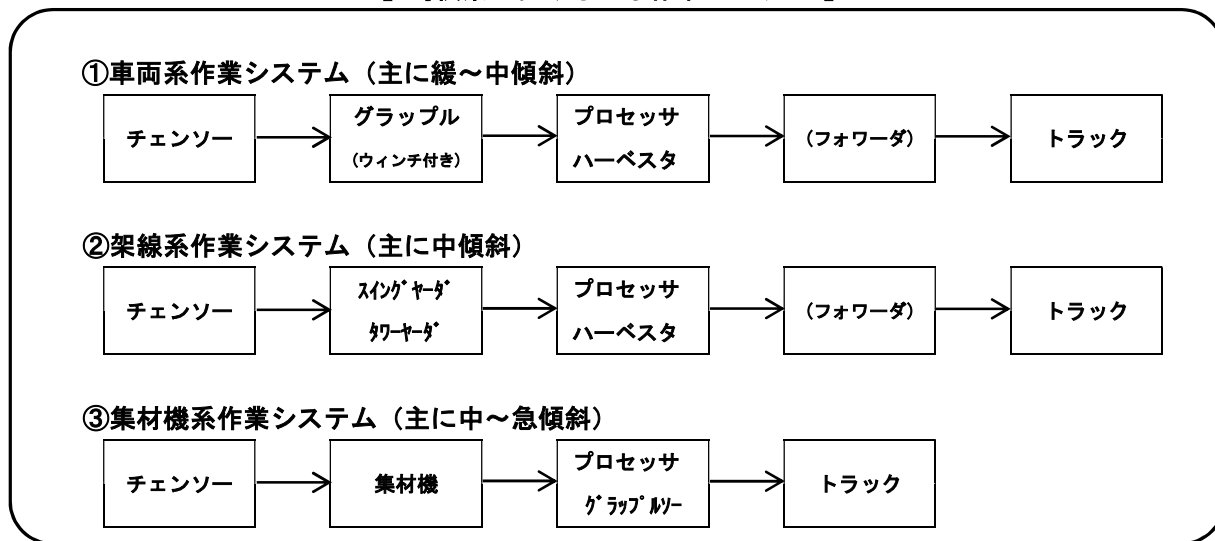 ①車両系作業システム（主に緩～中傾斜）
チェンソー
グラップル
(ウィンチ付き)
プロセッサ
ハーベスタ
(フォワーダ)
トラック
②架線系作業システム（主に中傾斜）
チェンソー
ｽｲﾝｸﾞﾔｰﾀﾞ
ﾀﾜｰﾔｰﾀﾞ
プロセッサ
ハーベスタ
(フォワーダ)
トラック
③集材機系作業システム（主に中～急傾斜）
チェンソー
集材機
プロセッサ
ｸﾞﾗｯﾌﾟﾙｿｰ
トラック